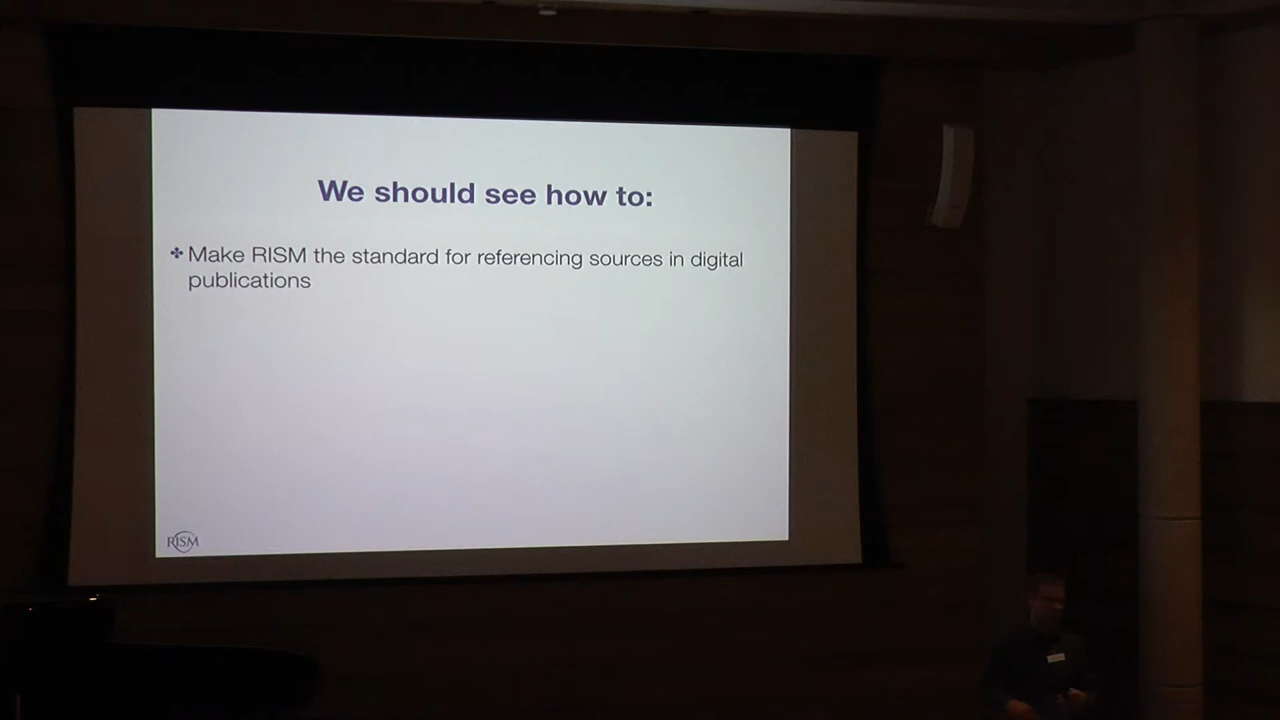 We should see how to:
✤ Make RISM the standard for referencing sources in digital
publications
RISM